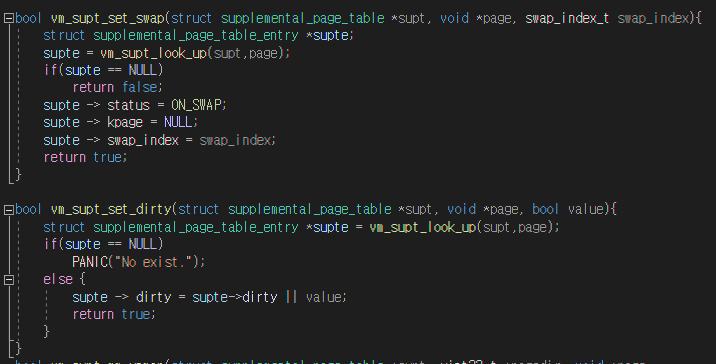 bool vm_supt_set_swap(struct supplemental_page_table *supt, void *page, swap_index_t swap_index){
struct supplemental_page_table_entry *supte;
supte = vm_supt_look_up(supt,page);
if(supte == NULL)
return false;
supte -> status = ON_SWAP;
supte -> kpage = NULL;
supte -> swap_index = swap_index;
return true;
}
bool vm_supt_set_dirty(struct supplemental_page_table *supt, void *page, bool value){
struct supplemental_page_table_entry *supte = vm_supt_look_up(supt,page);
if(supte == NULL)
PANIC("No exist.");
else {
supte -> dirty = supte->dirty || value;
return true;
}
}